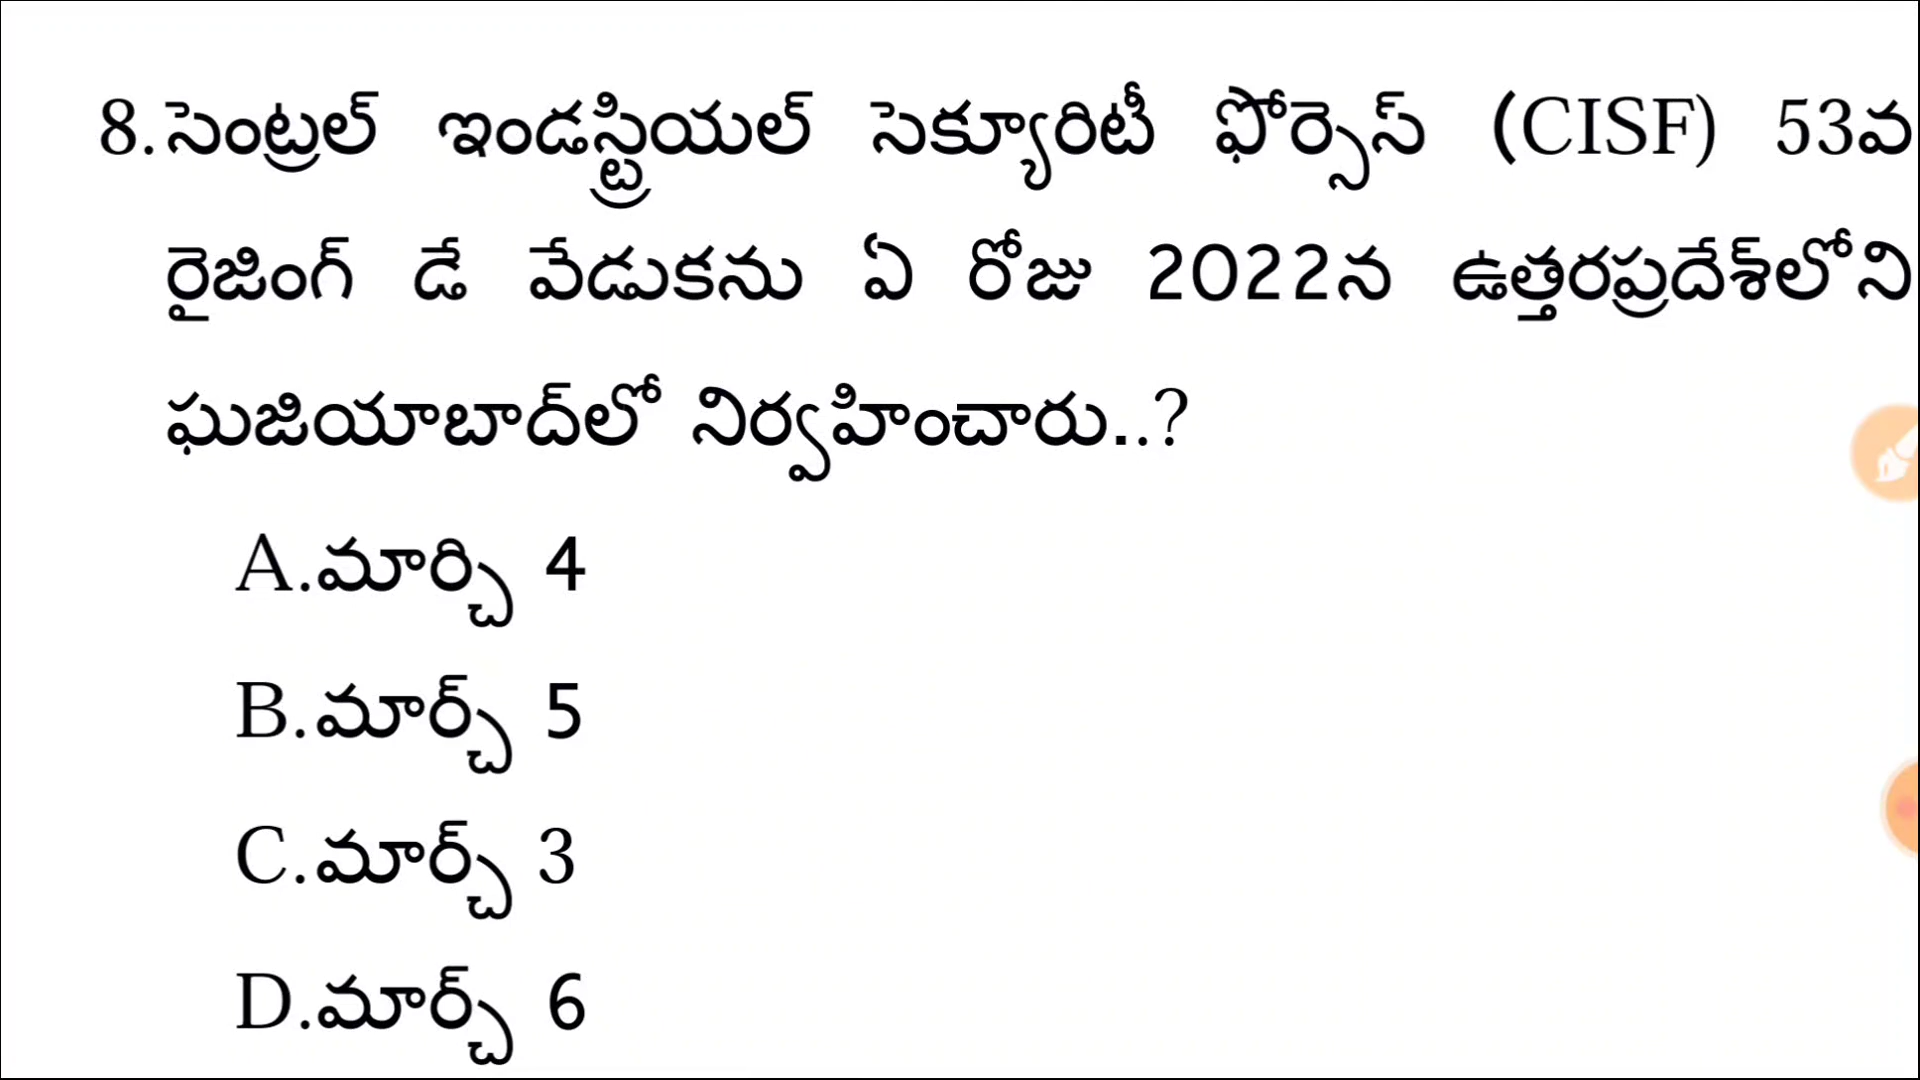 8.సెంట్రల్ ఇండస్ట్రియల్ సెక్యూరిటీ ఫోర్స్సెస్ (CISF) 53వ
రైజింగ్ డే వేడుకను ఏ రోజు 2022న ఉత్తరప్రదేశ్‌లోని
ఘజియాబాద్‌లో నిర్వహించారు..?
A.మార్చి 4
B.మార్చ్ 5
C.మార్చ్ 3
D.మార్చ్ 6